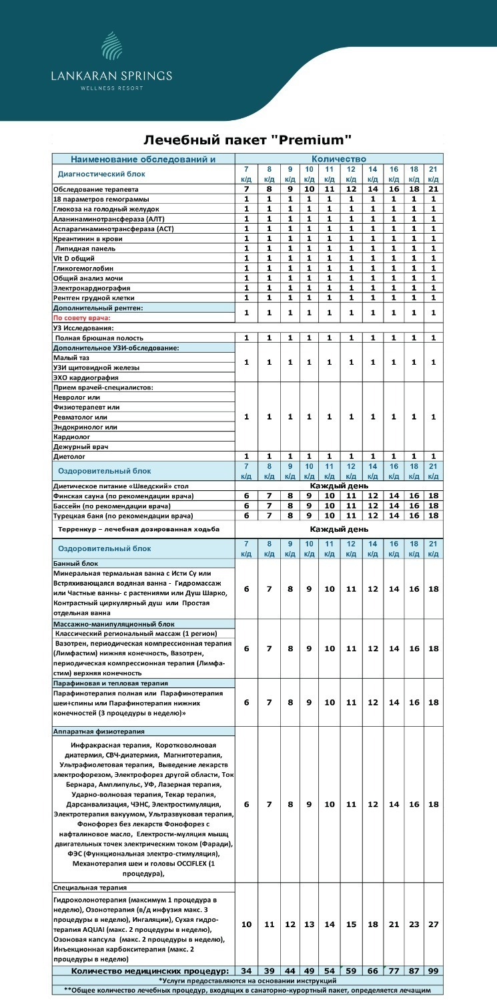 LANKARAN SPRINGS
WELLNESS RESORT
Лечебный пакет "Premium"
Наименование обследований и Количество
Диагностический блок 7 к/д 8 к/д 9 к/д 10 к/д 11 к/д 12 к/д 14 к/д 16 к/д 18 к/д 21 к/д
Обследование терапевта 7 8 9 10 11 12 14 16 18 21
18 параметров гемограммы 1 1 1 1 1 1 1 1 1 1
Глюкоза на голодный желудок 1 1 1 1 1 1 1 1 1 1
Аланинаминотрансфераза (АЛТ) 1 1 1 1 1 1 1 1 1 1
Аспарагинаминотрансфераза (АСТ) 1 1 1 1 1 1 1 1 1 1
Креантинин в крови 1 1 1 1 1 1 1 1 1 1
Липидная панель 1 1 1 1 1 1 1 1 1 1
Vit D общий 1 1 1 1 1 1 1 1 1 1
Гликогемоглобин 1 1 1 1 1 1 1 1 1 1
Общий анализ мочи 1 1 1 1 1 1 1 1 1 1
Электрокардиография 1 1 1 1 1 1 1 1 1 1
Рентген грудной клетки 1 1 1 1 1 1 1 1 1 1
Дополнительный рентген:
По совету врача: 1 1 1 1 1 1 1 1 1 1
УЗ Исследования:
Полная брюшная полость 1 1 1 1 1 1 1 1 1 1
Дополнительное УЗИ-обследование:
Малый таз
УЗИ щитовидной железы 1 1 1 1 1 1 1 1 1 1
ЭХО кардиография
Прием врачей-специалистов:
Невролог или
Физиотерапевт или
Ревматолог или 1 1 1 1 1 1 1 1 1 1
Эндокринолог или
Кардиолог
Дежурный врач
Диетолог 1 1 1 1 1 1 1 1 1 1
Оздоровительный блок 7 к/д 8 к/д 9 к/д 10 к/д 11 к/д 12 к/д 14 к/д 16 к/д 18 к/д 21 к/д
Диетическое питание «Шведский» стол Каждый день
Финская сауна (по рекомендации врача) 6 7 8 9 10 11 12 14 16 18
Бассейн (по рекомендации врача) 6 7 8 9 10 11 12 14 16 18
Турецкая баня (по рекомендации врача) 6 7 8 9 10 11 12 14 16 18
Терренкур – лечебная дозированная ходьба Каждый день
Оздоровительный блок 7 к/д 8 к/д 9 к/д 10 к/д 11 к/д 12 к/д 14 к/д 16 к/д 18 к/д 21 к/д
Банный блок
Минеральная термальная ванна с Исти Су или
Встряхивающаяся водяная ванна - Гидромассаж
или Частные ванны- с растениями или Душ Шарко, 6 7 8 9 10 11 12 14 16 18
Контрастный циркулярный душ или Простая
отдельная ванна
Массажно-манипуляционный блок
Классический региональный массаж (1 регион)
Вазотрен, периодическая компрессионная терапия
(Лимфастим) нижняя конечность, Вазотрен, 6 7 8 9 10 11 12 14 16 18
периодическая компрессионная терапия (Лимфа-
стим) верхняя конечность
Парафиновая и тепловая терапия
Парафинотерапия полная или Парафинотерапия
шеи+спины или Парафинотерапия нижних 6 7 8 9 10 11 12 14 16 18
конечностей (3 процедуры в неделю)»
Аппаратная физиотерапия
Инфракрасная терапия, Коротковолновая
диатермия, СВЧ-диатермия, Магнитотерапия,
Ультрафиолетовая терапия, Выведение лекарств
электрофорезом, Электрофорез другой области, Ток
Бернара, Амплипульс, УФ, Лазерная терапия,
Ударно-волновая терапия, Текар терапия,
Дарсанвализация, ЧЭНС, Электростимуляция, 6 7 8 9 10 11 12 14 16 18
Электротерапия вакуумом, Ультразвуковая терапия,
Фонофорез без лекарств Фонофорез с
нафталиновое масло, Електрости-муляция мышц
двигательных точек электрическим током (Фаради),
ФЭС (Функциональная электро-стимуляция),
Механотерапия шеи и головы OCCIFLEX (1
процедура),
Специальная терапия
Гидроколонотерапия (максимум 1 процедура в
неделю), Озонотерапия (в/д инфузия макс. 3
процедуры в неделю), Ингаляции), Сухая гидро-
терапия AQUAI (макс. 2 процедуры в неделю), 10 11 12 13 14 15 18 21 23 27
Озоновая капсула (макс. 2 процедуры в неделю),
Инъекционная карбокситерапия (макс. 2
процедуры в неделю)
Количество медицинских процедур: 34 39 44 49 54 59 66 77 87 99
*Услуги предоставляются на основании инструкций
**Общее количество лечебных процедур, входящих в санаторно-курортный пакет, определяется лечащим